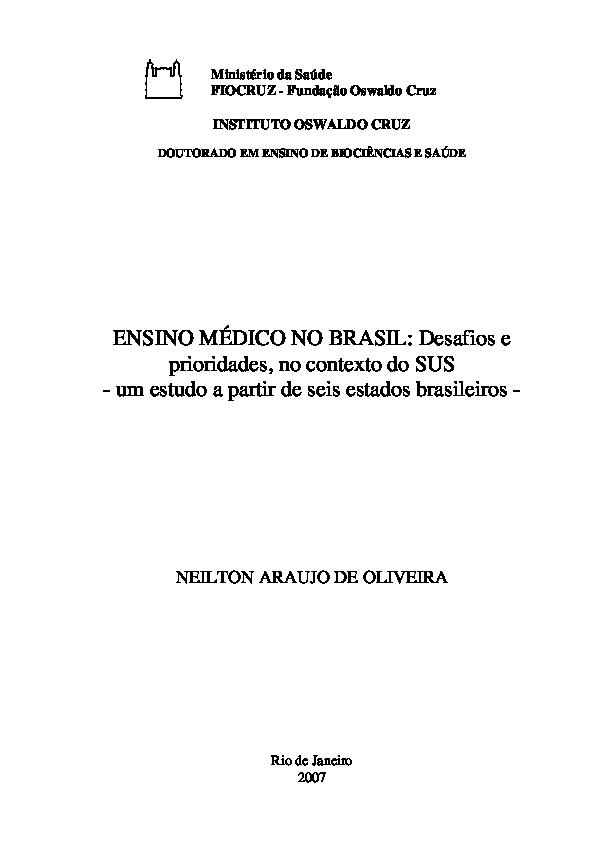 Ministério da Saúde
FIOCRUZ - Fundação Oswaldo Cruz
INSTITUTO OSWALDO CRUZ
DOUTORADO EM ENSINO DE BIOCIÊNCIAS E SAÚDE
ENSINO MÉDICO NO BRASIL: Desafios e
prioridades, no contexto do SUS
- um estudo a partir de seis estados brasileiros -
NEILTON ARAUJO DE OLIVEIRA
Rio de Janeiro
2007